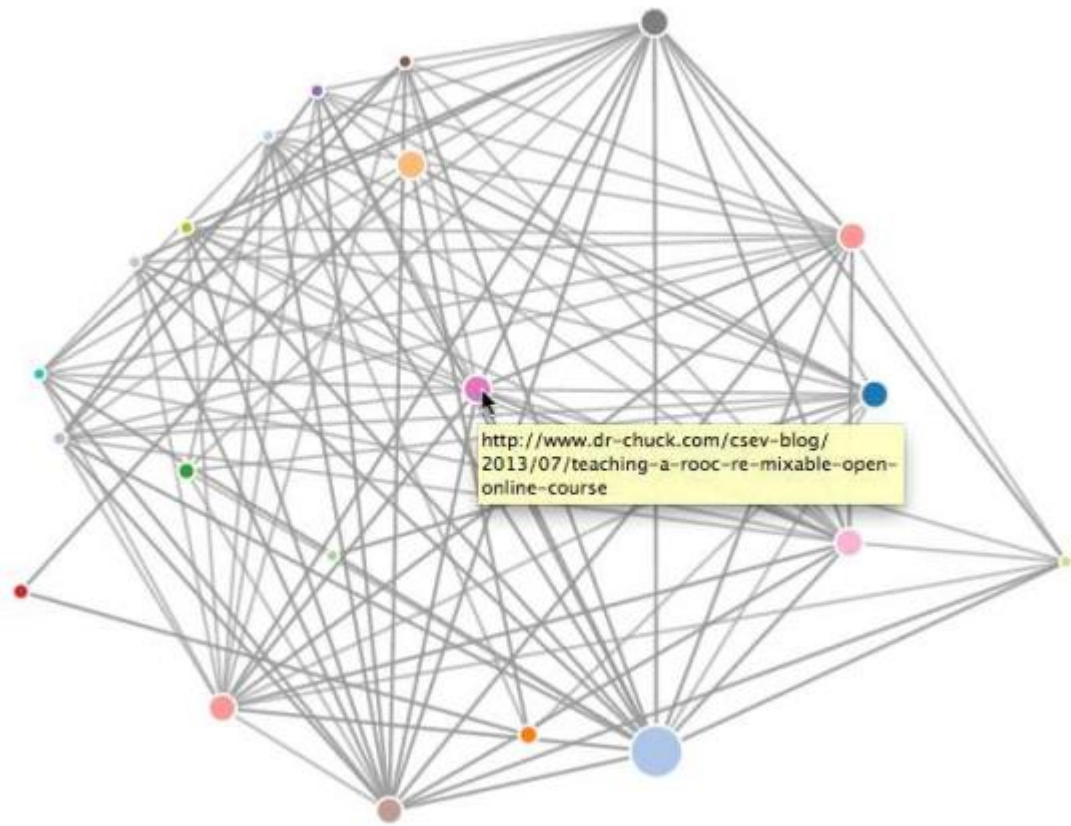 http://www.dr-chuck.com/csev-blog/
2013/07/teaching-a-rooc-re-mixable-open-
online-course